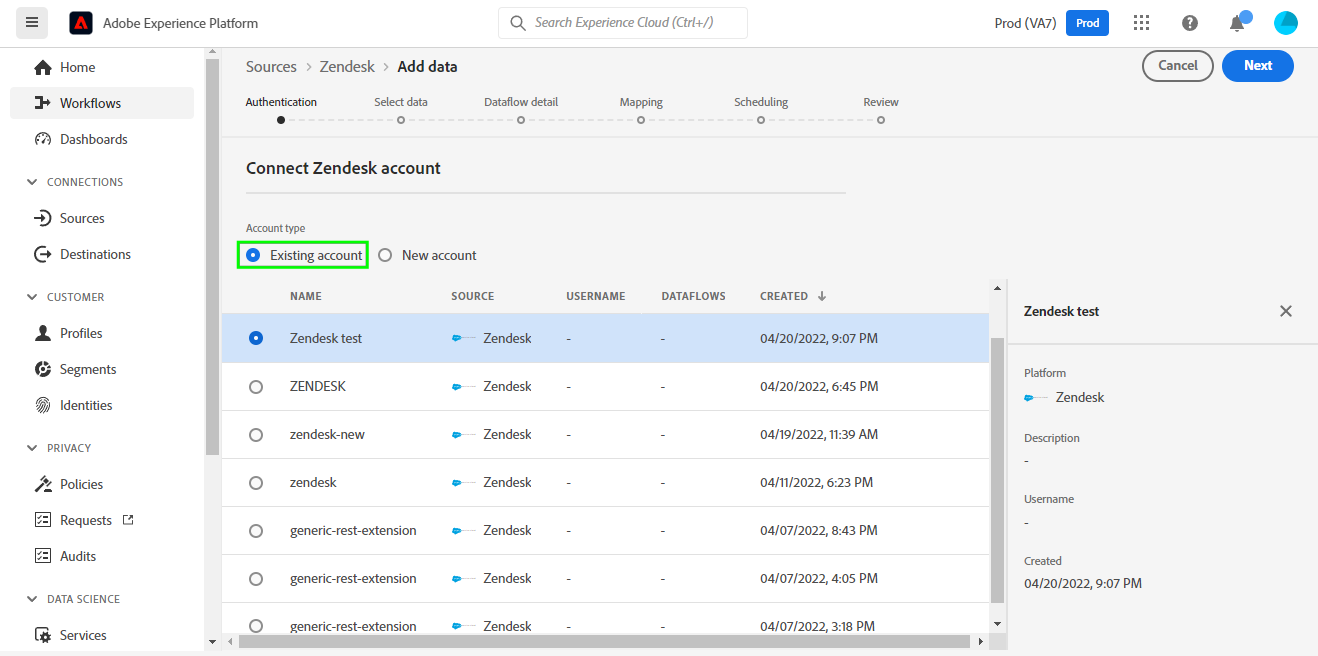 Adobe Experience Platform
Search Experience Cloud (Ctrl+/)
Prod (VA7)
Prod
Home
Workflows
Dashboards
CONNECTIONS
Sources
Destinations
CUSTOMER
Profiles
Segments
Identities
PRIVACY
Policies
Requests
Audits
DATA SCIENCE
Services
Sources > Zendesk > Add data
Cancel
Next
Authentication Select data Dataflow detail Mapping Scheduling Review
Connect Zendesk account
Account type
Existing account New account
NAME SOURCE USERNAME DATAFLOWS CREATED ↓
Zendesk test Zendesk - - 04/20/2022, 9:07 PM
ZENDESK Zendesk - - 04/20/2022, 6:45 PM
zendesk-new Zendesk - - 04/19/2022, 11:39 AM
zendesk Zendesk - - 04/11/2022, 6:23 PM
generic-rest-extension Zendesk - - 04/07/2022, 8:43 PM
generic-rest-extension Zendesk - - 04/07/2022, 4:05 PM
generic-rest-extension Zendesk - - 04/07/2022, 3:18 PM
Zendesk test
Platform
Zendesk
Description
-
Username
-
Created
04/20/2022, 9:07 PM